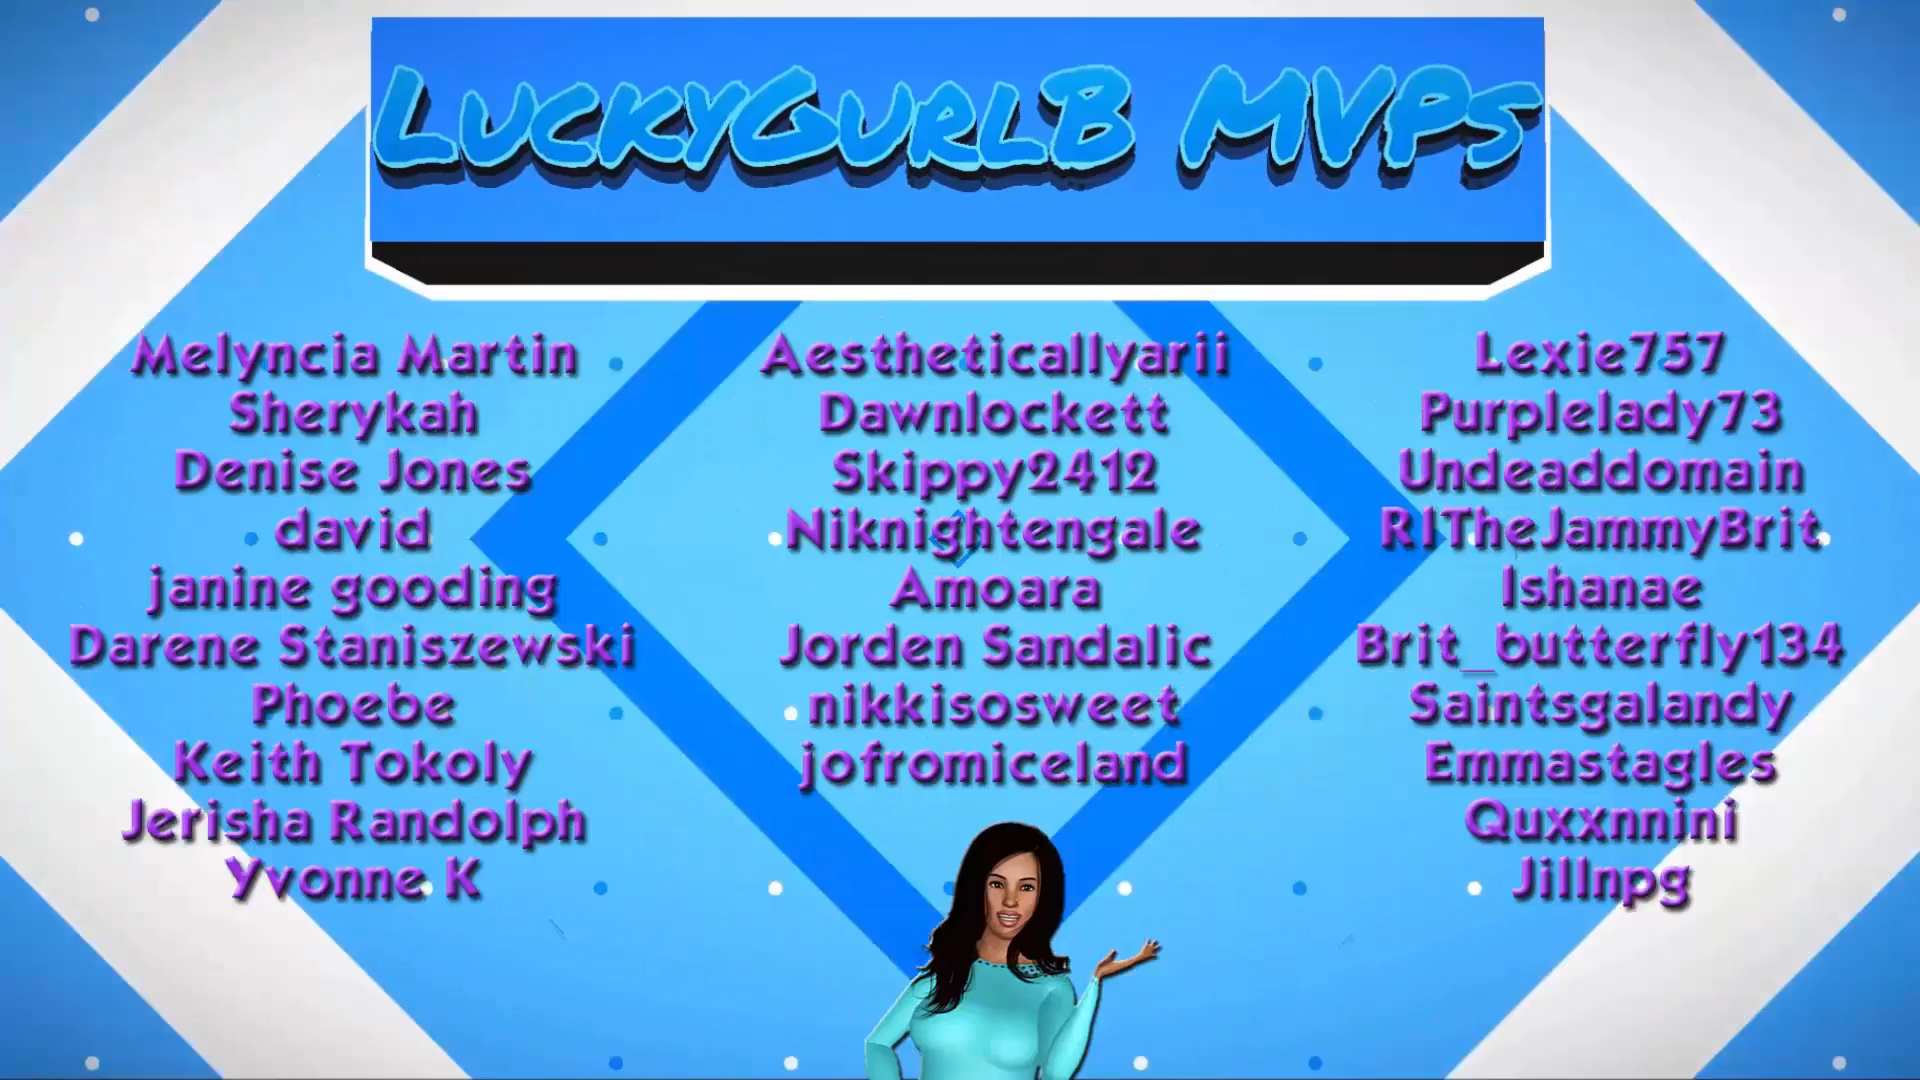 LuckyGurlB MVPs
Melyncia Martin
Sherykah
Denise Jones
david
janine gooding
Darene Staniszewski
Phoebe
Keith Tokoly
Jerisha Randolph
Yvonne K
Aestheticallyarii
Dawnlockett
Skippy2412
Niknightengale
Amoara
Jorden Sandalic
nikkisosweet
jofromiceland
Lexie757
Purplelady73
Undeaddomain
R1TheJammyBrit
Ishanae
Brit_butterfly134
Saintsgalandy
Emmastagles
Quxxnnini
Jillnpg